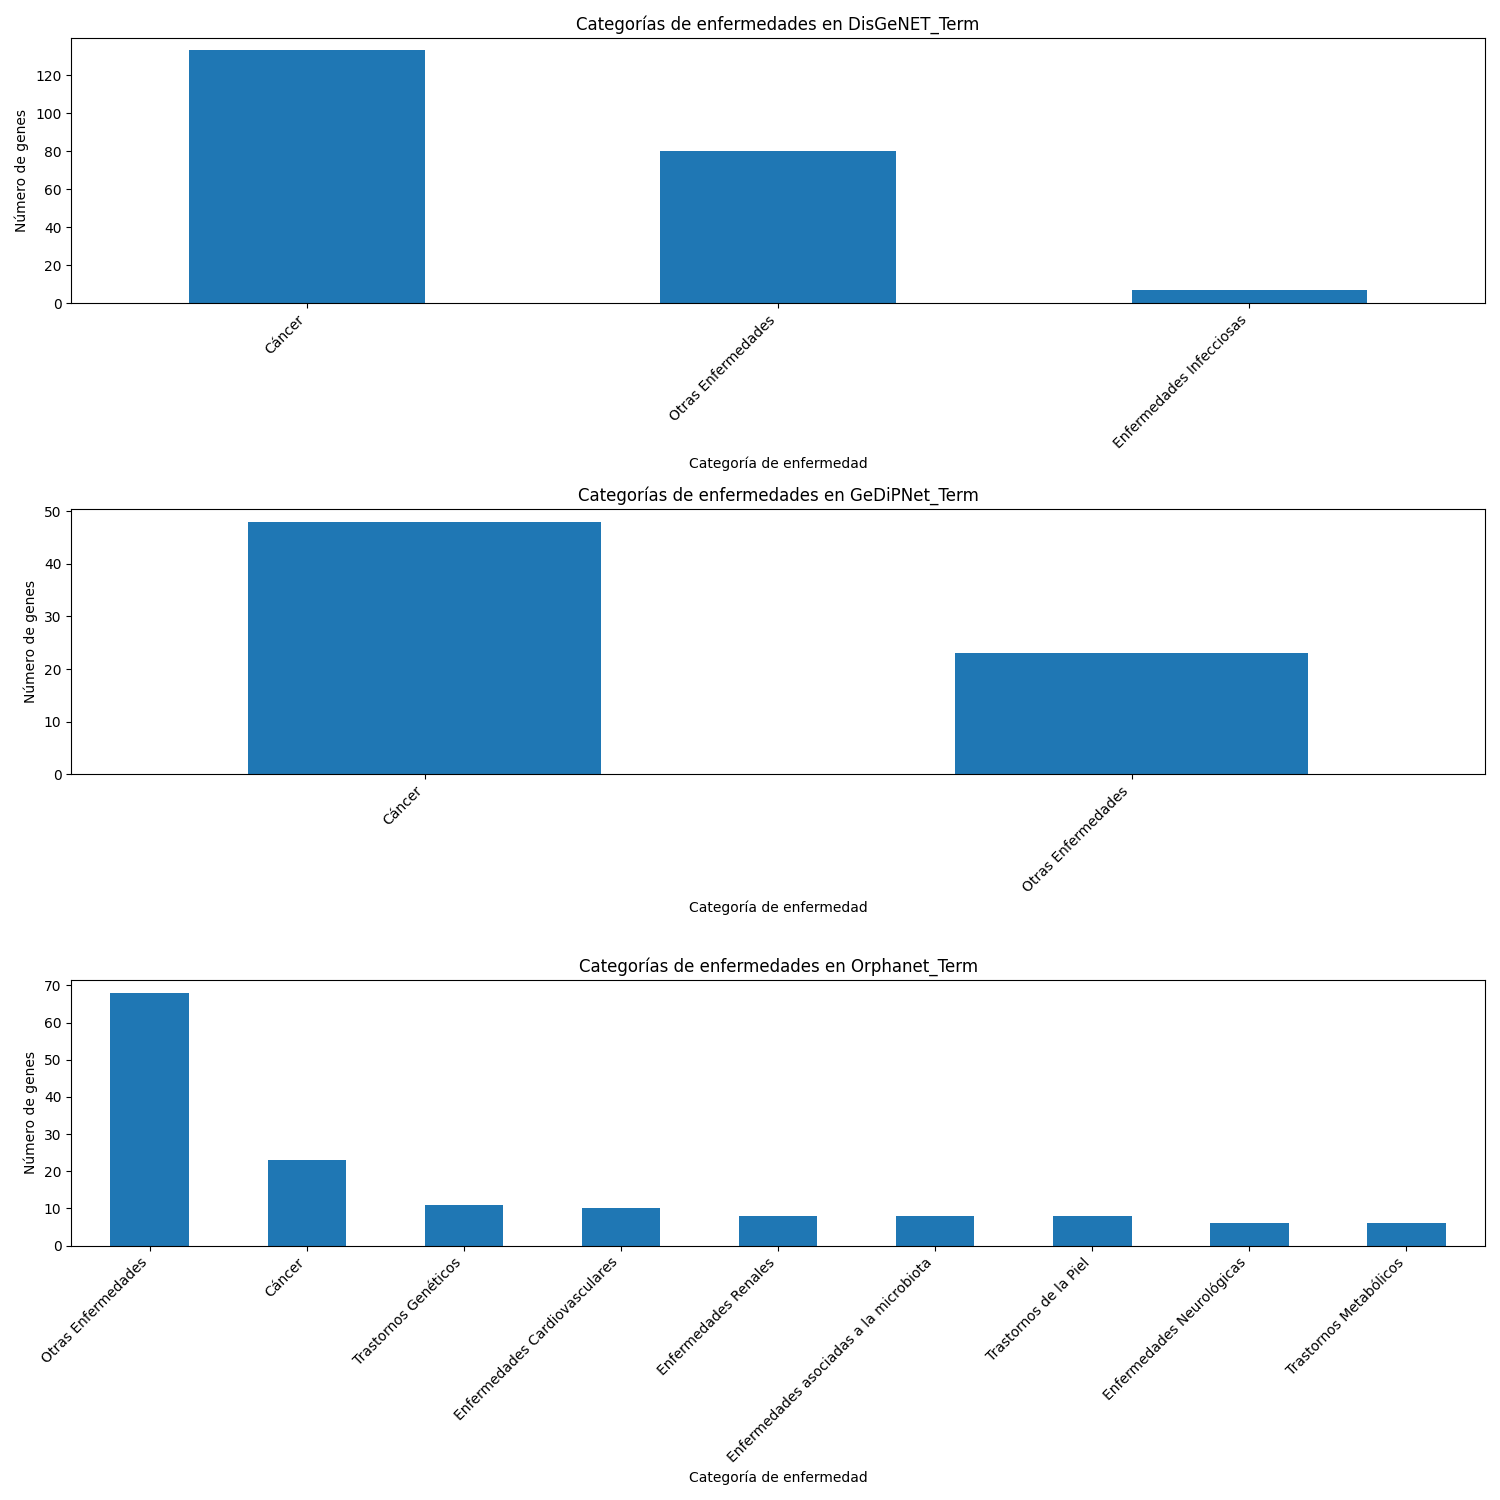 Categorías de enfermedades en DisGeNET_Term
Número de genes
120
100
80
60
40
20
0
Cáncer
Otras Enfermedades
Enfermedades Infecciosas
Categoría de enfermedad
Categorías de enfermedades en GeDiPNet_Term
Número de genes
50
40
30
20
10
0
Cáncer
Otras Enfermedades
Categoría de enfermedad
Categorías de enfermedades en Orphanet_Term
Número de genes
70
60
50
40
30
20
10
0
Otras Enfermedades
Cáncer
Trastornos Genéticos
Enfermedades Cardiovasculares
Enfermedades Renales
Enfermedades asociadas a la microbiota
Trastornos de la Piel
Enfermedades Neurológicas
Trastornos Metabólicos
Categoría de enfermedad